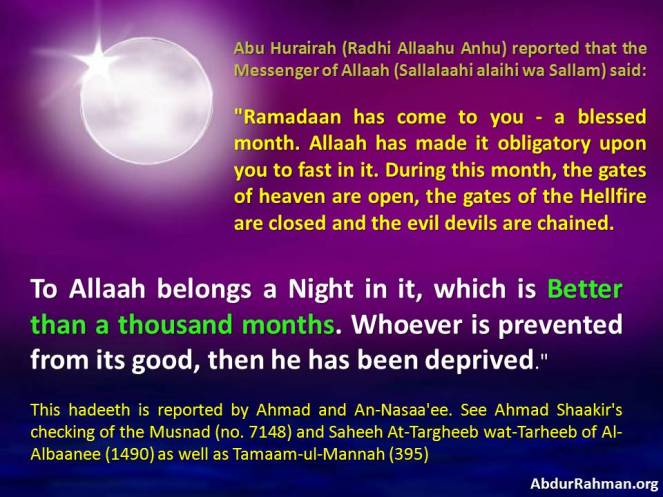 Abu Hurairah (Radhi Allaahu Anhu) reported that the
Messenger of Allaah (Sallalaahi alaihi wa Sallam) said:
"Ramadaan has come to you - a blessed
month. Allaah has made it obligatory upon
you to fast in it. During this month, the gates
of heaven are open, the gates of the Hellfire
are closed and the evil devils are chained.
To Allaah belongs a Night in it, which is Better
than a thousand months. Whoever is prevented
from its good, then he has been deprived."
This hadeeth is reported by Ahmad and An-Nasaa'ee. See Ahmad Shaakir's
checking of the Musnad (no. 7148) and Saheeh At-Targheeb wat-Tarheeb of Al-
Albaanee (1490) as well as Tamaam-ul-Mannah (395)
AbdurRahman.org